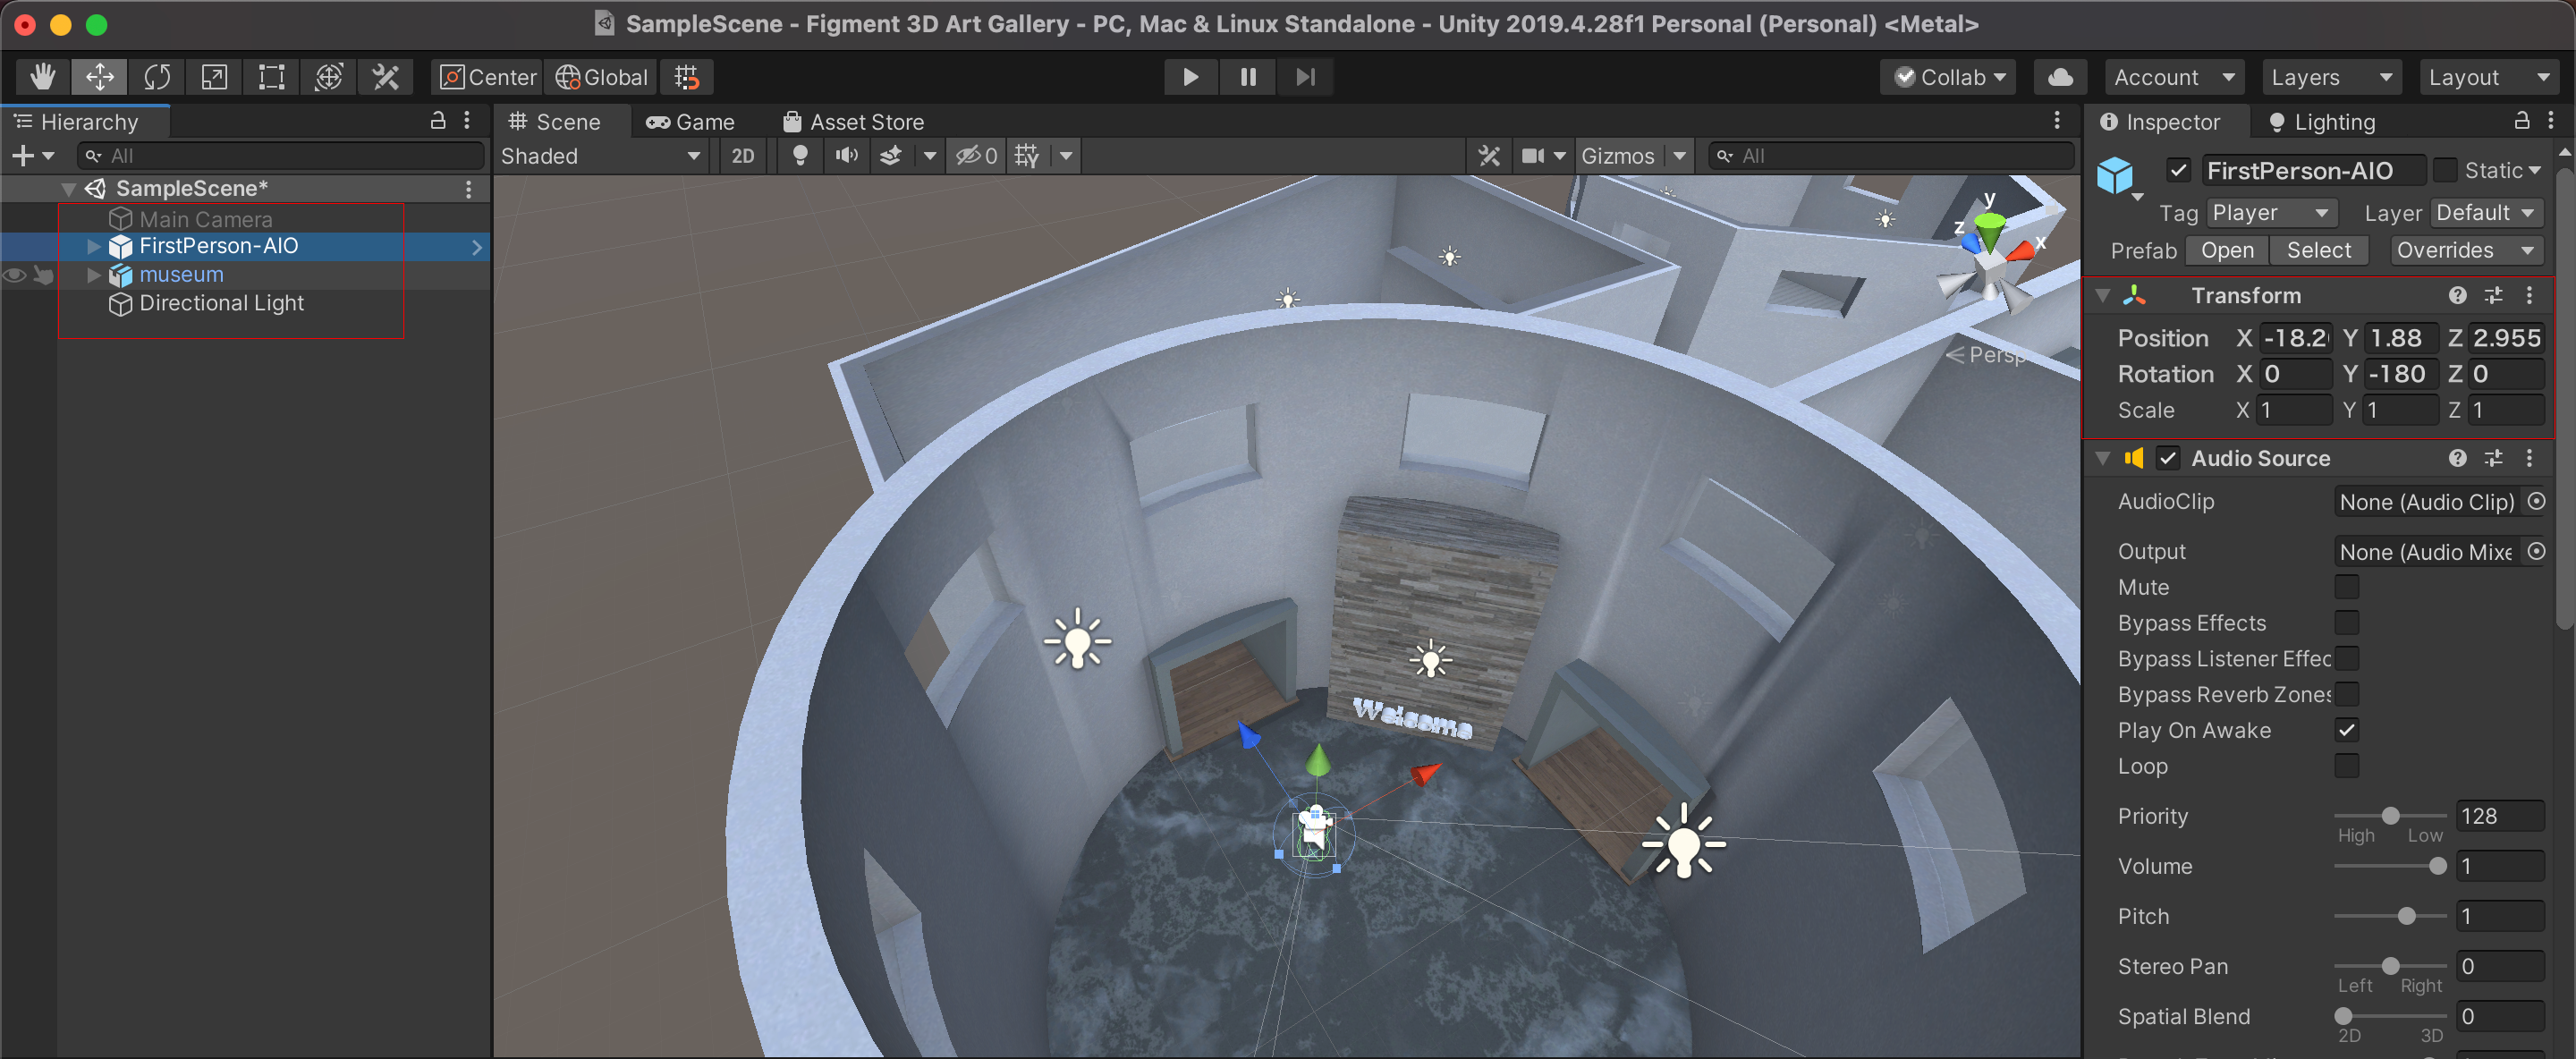 SampleScene - Figment 3D Art Gallery - PC, Mac & Linux Standalone - Unity 2019.4.28f1 Personal (Personal) <Metal>
Center Global Collab Account Layers Layout
Hierarchy
All
SampleScene*
Main Camera
FirstPerson-AIO
museum
Directional Light
Scene Game Asset Store
Shaded 2D 0 Gizmos All
y
z x
Persp
Welcome
Inspector Lighting
FirstPerson-AIO Static
Tag Player Layer Default
Prefab Open Select Overrides
Transform
Position X -18.2 Y 1.88 Z 2.955
Rotation X 0 Y -180 Z 0
Scale X 1 Y 1 Z 1
Audio Source
AudioClip None (Audio Clip)
Output None (Audio Mixe
Mute
Bypass Effects
Bypass Listener Effec
Bypass Reverb Zones
Play On Awake
Loop
Priority 128
High Low
Volume 1
Pitch 1
Stereo Pan 0
Left Right
Spatial Blend 0
2D 3D